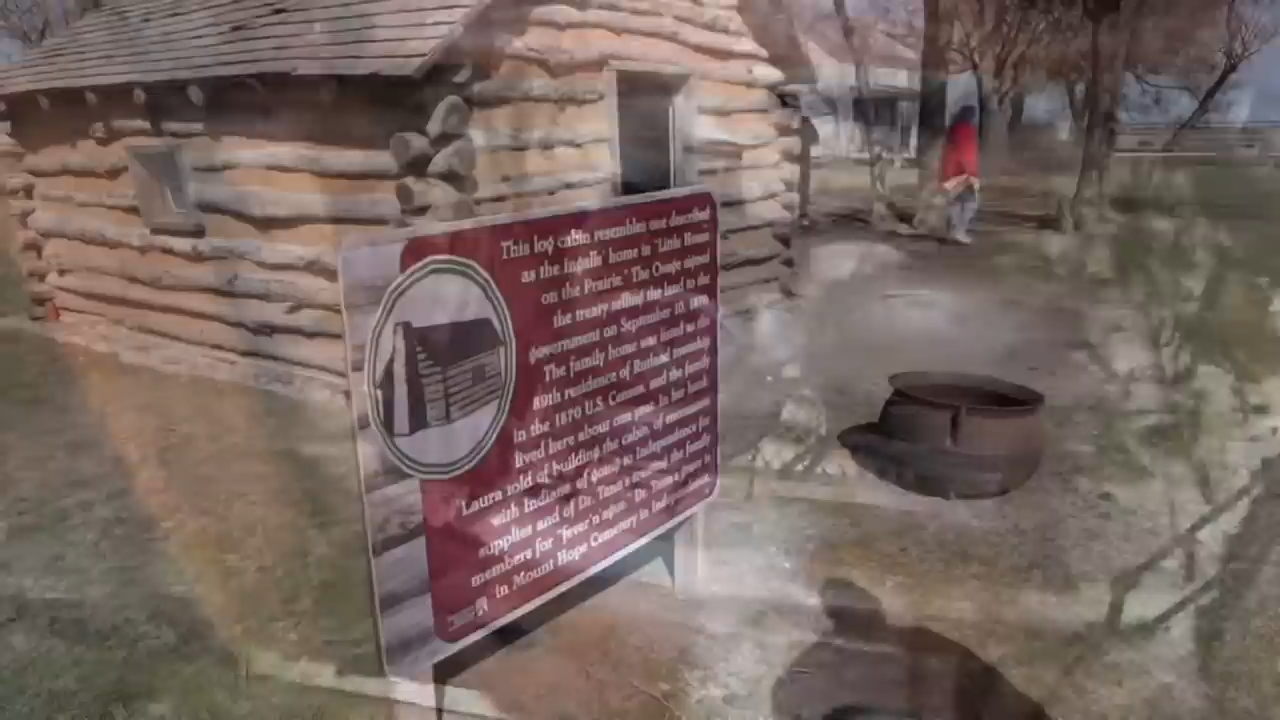 This log cabin resembles one described
as the Ingalls' home in "Little House
on the Prairie." The Osage signed
the treaty selling the land to the
government on September 10, 1870.
The family home was listed as the
89th residence of Rutland township
in the 1870 U.S. Census, and the family
lived here about one year. In her book
Laura told of building the cabin, of encounters
with Indians, of going to Independence for
supplies and of Dr. Tann's treating the family
members for "fever 'n' ague." Dr. Tann's grave is
in Mount Hope Cemetery in Independence.